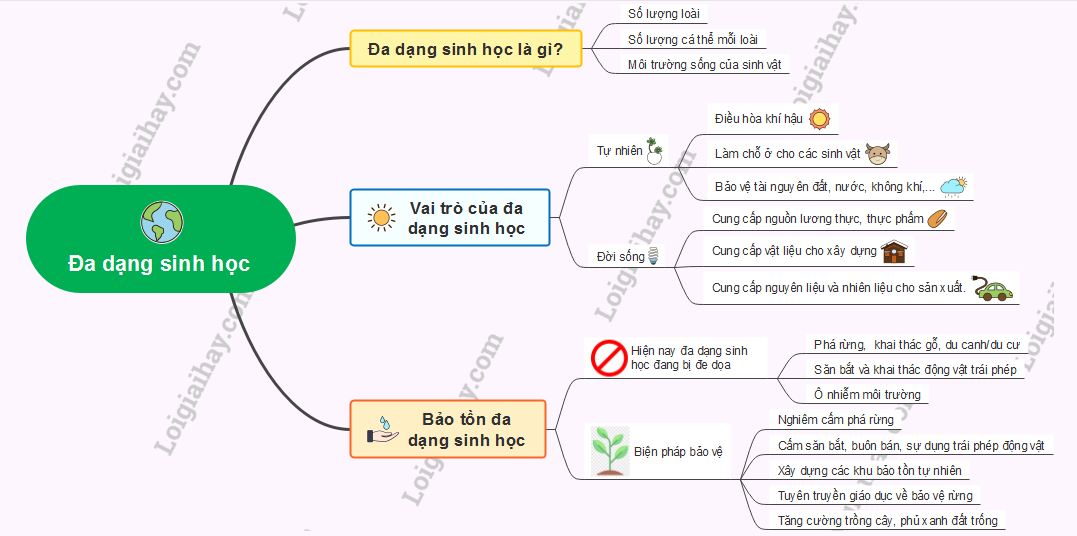 Đa dạng sinh học
Đa dạng sinh học là gì?
Số lượng loài
Số lượng cá thể mỗi loài
Môi trường sống của sinh vật
Vai trò của đa
dạng sinh học
Tự nhiên
Điều hòa khí hậu
Làm chỗ ở cho các sinh vật
Bảo vệ tài nguyên đất, nước, không khí,...
Đời sống
Cung cấp nguồn lương thực, thực phẩm
Cung cấp vật liệu cho xây dựng
Cung cấp nguyên liệu và nhiên liệu cho sản xuất.
Bảo tồn đa
dạng sinh học
Hiện nay đa dạng sinh
học đang bị đe dọa
Phá rừng, khai thác gỗ, du canh/du cư
Săn bắt và khai thác động vật trái phép
Ô nhiễm môi trường
Biện pháp bảo vệ
Nghiêm cấm phá rừng
Cấm săn bắt, buôn bán, sự dụng trái phép động vật
Xây dựng các khu bảo tồn tự nhiên
Tuyên truyền giáo dục về bảo vệ rừng
Tăng cường trồng cây, phủ xanh đất trống
Loigiaihay.com
Loigiaihay.com
Loigiaihay.com
Loigiaihay.com